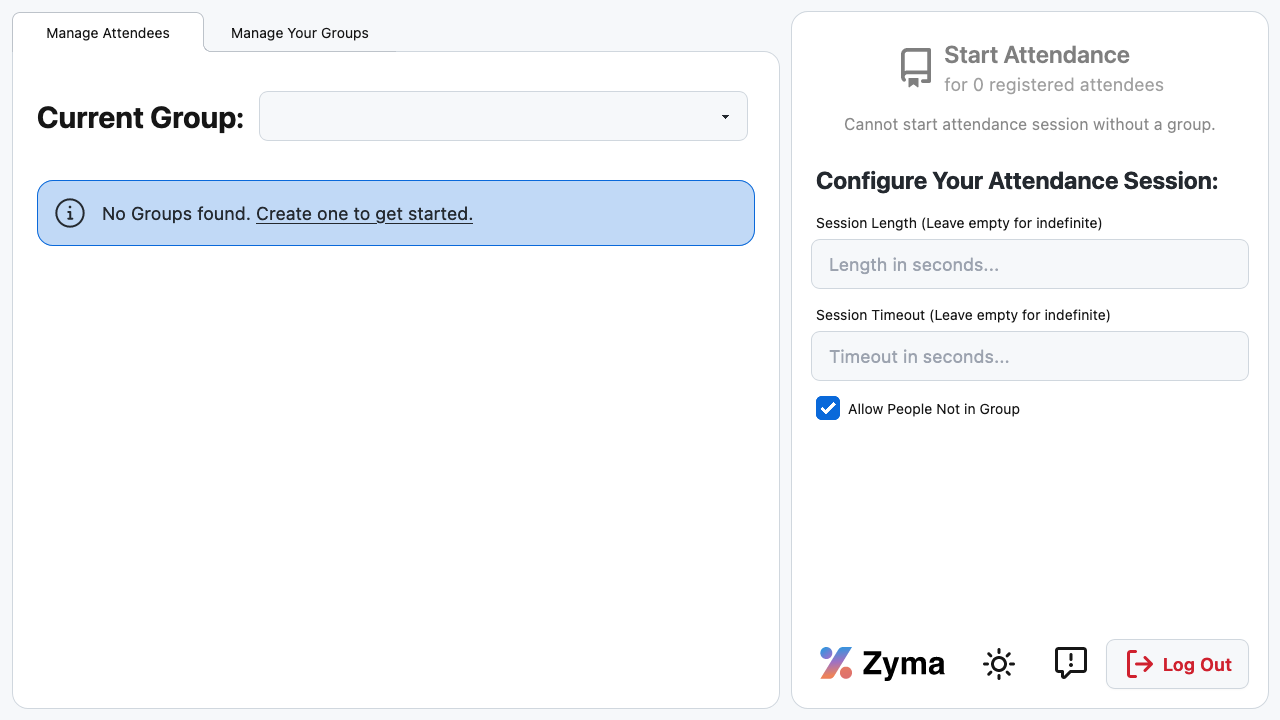 Manage Attendees
Manage Your Groups
Current Group:
No Groups found. Create one to get started.
Start Attendance
for 0 registered attendees
Cannot start attendance session without a group.
Configure Your Attendance Session:
Session Length (Leave empty for indefinite)
Length in seconds...
Session Timeout (Leave empty for indefinite)
Timeout in seconds...
Allow People Not in Group
Zyma
Log Out